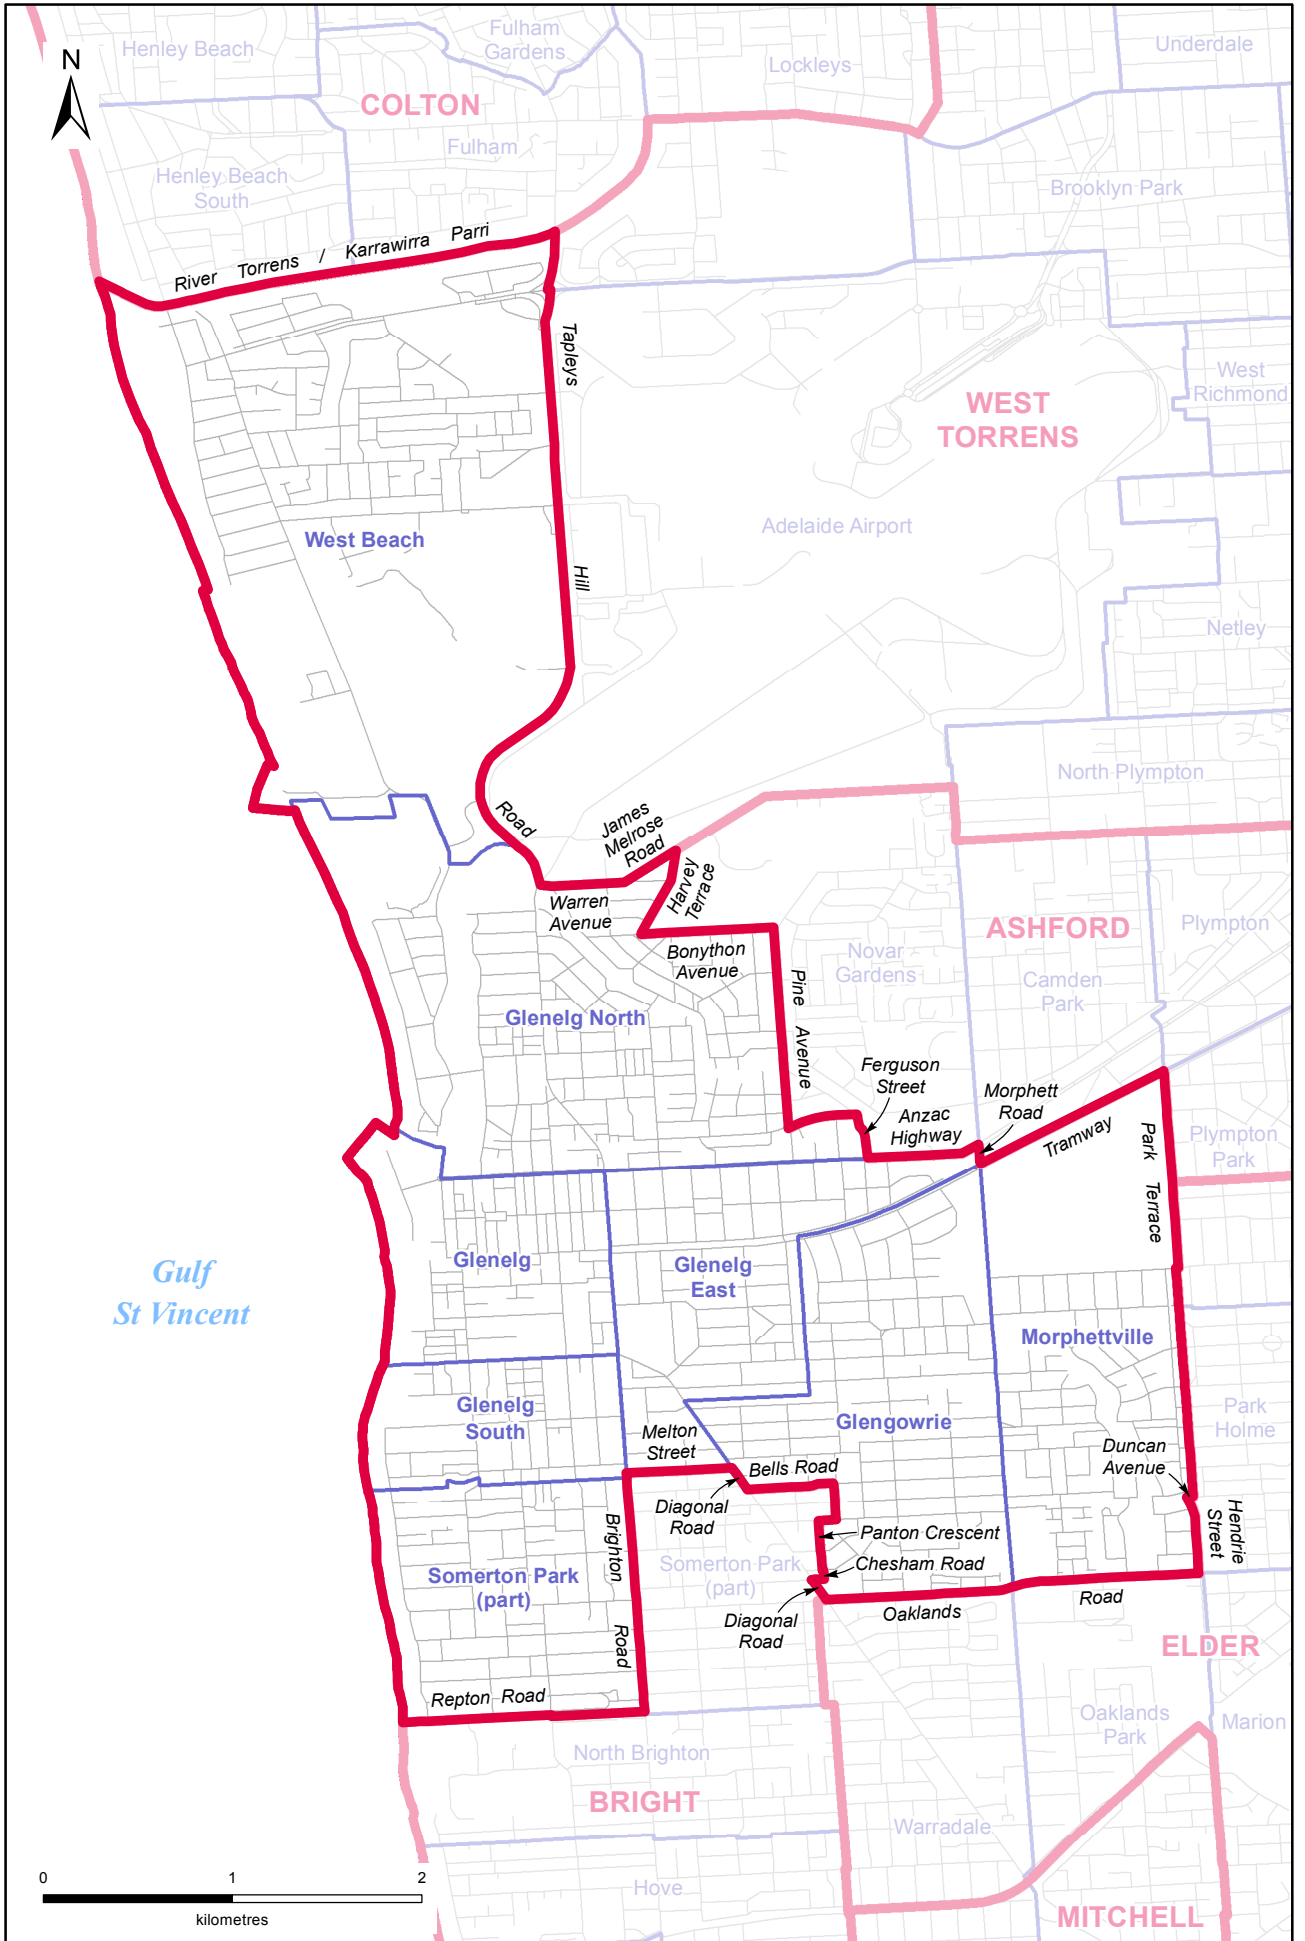 Henley Beach
Fulham
Gardens
Underdale
Lockleys
N
COLTON
Fulham
Henley Beach
South
Brooklyn Park
River Torrens / Karrawirra Parri
Tapleys
West
Richmond
WEST
TORRENS
Adelaide Airport
West Beach
Hill
Netley
North Plympton
Road
James
Melrose
Road
Harvey
Terrace
Warren
Avenue
Bonython
Avenue
Novar
Gardens
ASHFORD
Plympton
Camden
Park
Pine Avenue
Glenelg North
Ferguson
Street
Morphett
Road
Anzac
Highway
Tramway
Park Terrace
Plympton
Park
Gulf
St Vincent
Glenelg
Glenelg
East
Morphettville
Glenelg
South
Glengowrie
Park
Holme
Melton
Street
Bells Road
Duncan
Avenue
Diagonal
Road
Hendrie
Street
Panton Crescent
Chesham Road
Brighton
Road
Somerton Park
(part)
Somerton Park
(part)
Diagonal
Road
Oaklands
Road
ELDER
Repton Road
Oaklands
Park
Marion
North Brighton
BRIGHT
Warradale
Hove
MITCHELL
0 1 2
kilometres